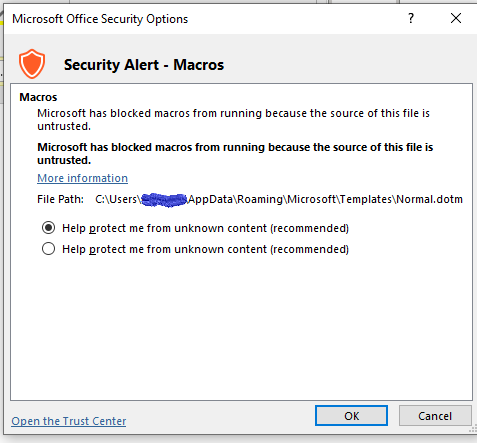 Microsoft Office Security Options
?
Security Alert - Macros
Macros
Microsoft has blocked macros from running because the source of this file is
untrusted.
Microsoft has blocked macros from running because the source of this file is
untrusted.
More information
File Path: C:\Users\ AppData\Roaming\Microsoft\Templates\Normal.dotm
Help protect me from unknown content (recommended)
Help protect me from unknown content (recommended)
Open the Trust Center
OK
Cancel